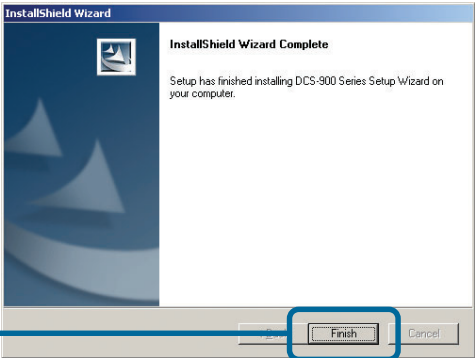 InstallShield Wizard
InstallShield Wizard Complete
Setup has finished installing DCS-900 Series Setup Wizard on
your computer.
Finish
Cancel